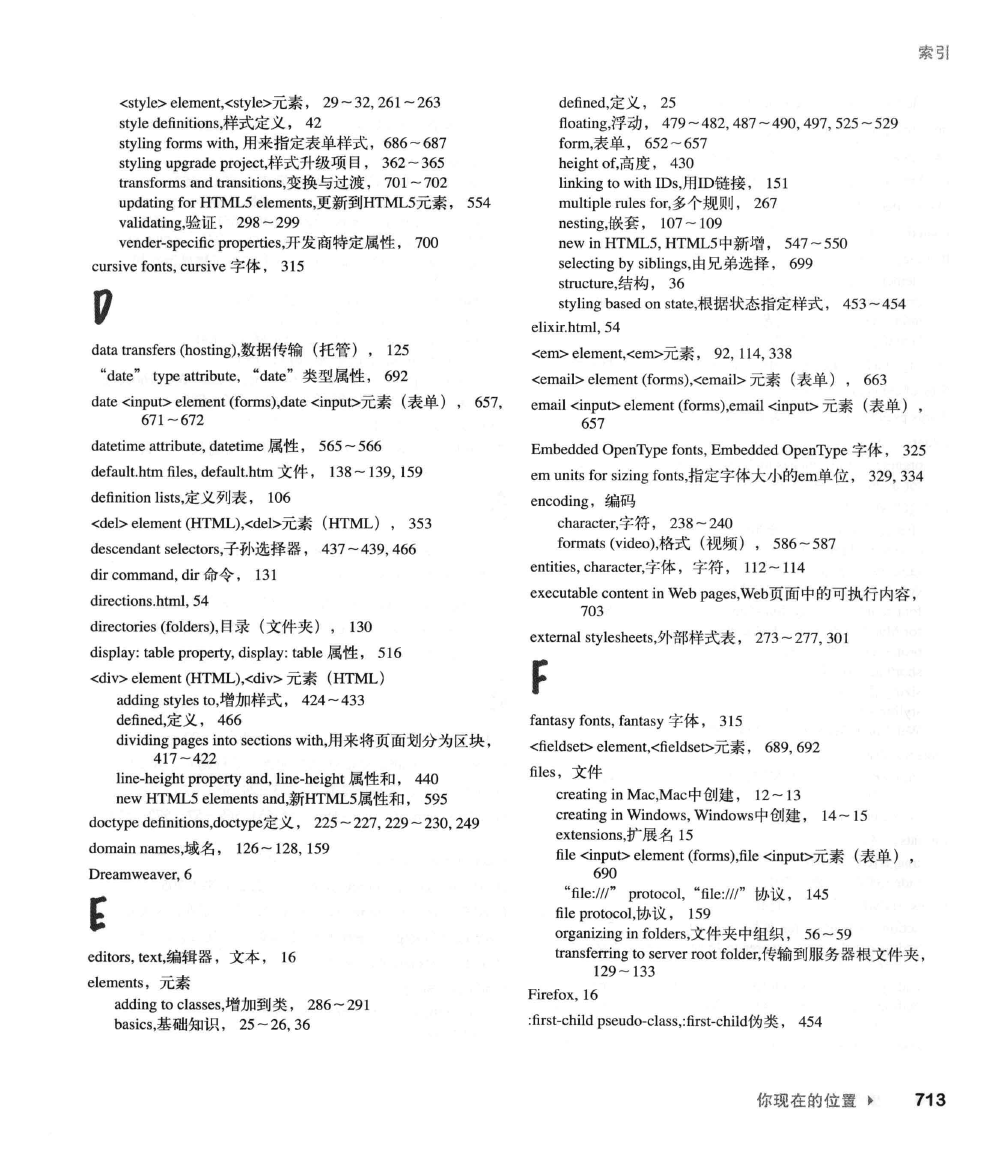 索引
<style> element,<style>元素， 29～32, 261～263
style definitions,样式定义， 42
styling forms with, 用来指定表单样式，686～687
styling upgrade project,样式升级项目， 362～365
transforms and transitions,变换与过渡， 701～702
updating for HTML5 elements,更新到HTML5元素， 554
validating,验证， 298～299
vender-specific properties,开发商特定属性， 700
cursive fonts, cursive 字体， 315
D
data transfers (hosting),数据传输（托管）， 125
“date” type attribute, “date”类型属性， 692
date <input> element (forms),date <input>元素（表单）， 657,
671～672
datetime attribute, datetime 属性， 565～566
default.htm files, default.htm 文件， 138～139, 159
definition lists,定义列表， 106
<del> element (HTML),<del>元素（HTML）， 353
descendant selectors,子孙选择器， 437～439, 466
dir command, dir 命令， 131
directions.html, 54
directories (folders),目录（文件夹）， 130
display: table property, display: table 属性， 516
<div> element (HTML),<div> 元素（HTML）
adding styles to,增加样式， 424～433
defined,定义， 466
dividing pages into sections with,用来将页面划分为区块，
417～422
line-height property and, line-height 属性和， 440
new HTML5 elements and,新HTML5属性和， 595
doctype definitions,doctype定义， 225～227, 229～230, 249
domain names,域名， 126～128, 159
Dreamweaver, 6
E
editors, text,编辑器，文本， 16
elements，元素
adding to classes,增加到类， 286～291
basics,基础知识， 25～26, 36
defined,定义， 25
floating,浮动， 479～482, 487～490, 497, 525～529
form,表单， 652～657
height of,高度， 430
linking to with IDs,用ID链接， 151
multiple rules for,多个规则， 267
nesting,嵌套， 107～109
new in HTML5, HTML5中新增， 547～550
selecting by siblings,由兄弟选择， 699
structure,结构， 36
styling based on state,根据状态指定样式， 453～454
elixir.html, 54
<em> element,<em>元素， 92, 114, 338
<email> element (forms),<email> 元素（表单）， 663
email <input> element (forms),email <input> 元素（表单），
657
Embedded OpenType fonts, Embedded OpenType 字体， 325
em units for sizing fonts,指定字体大小的em单位， 329, 334
encoding，编码
character,字符， 238～240
formats (video),格式（视频）， 586～587
entities, character,字体，字符， 112～114
executable content in Web pages,Web页面中的可执行内容，
703
external stylesheets,外部样式表， 273～277, 301
F
fantasy fonts, fantasy 字体， 315
<fieldset> element,<fieldset>元素， 689, 692
files，文件
creating in Mac,Mac中创建， 12～13
creating in Windows, Windows中创建， 14～15
extensions,扩展名 15
file <input> element (forms),file <input>元素（表单），
690
“file:///” protocol, “file:///”协议， 145
file protocol,协议， 159
organizing in folders,文件夹中组织， 56～59
transferring to server root folder,传输到服务器根文件夹，
129～133
Firefox, 16
:first-child pseudo-class,:first-child伪类， 454
你现在的位置 ▸ 713